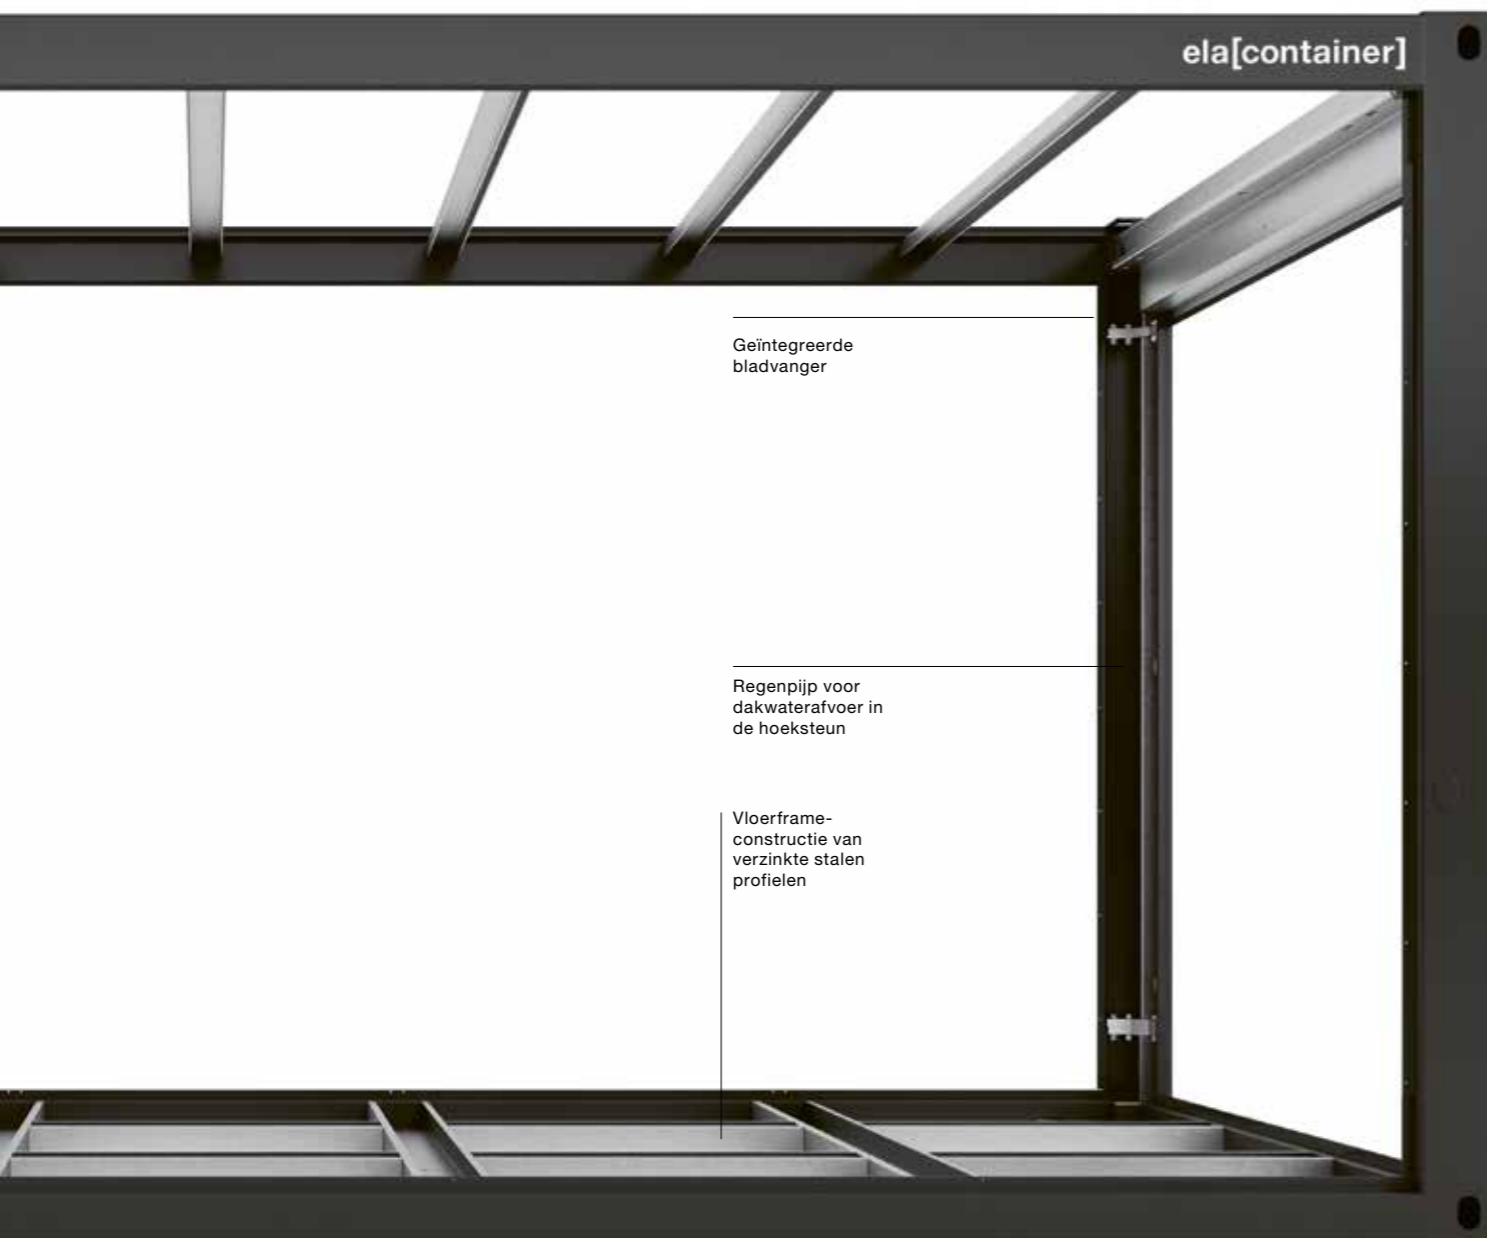 ela[container]
Geïntegreerde
bladvanger
Regenpijp voor
dakwaterafvoer in
de hoeksteun
Vloerframe-
constructie van
verzinkte stalen
profielen